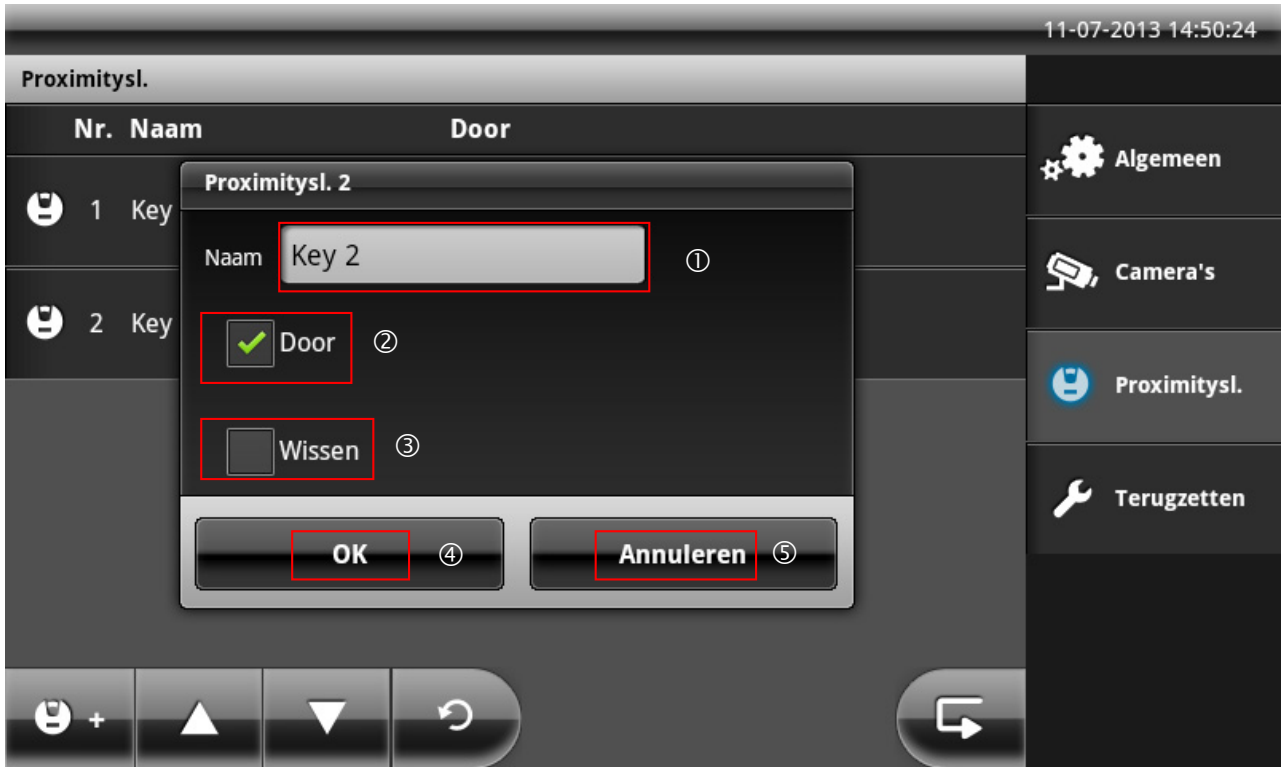 11-07-2013 14:50:24
Proximitysl.
Nr. Naam Door
1 Key
2 Key
Proximitysl. 2
Naam Key 2 ①
Door ②
Wissen ③
OK ④ Annuleren ⑤
+
Algemeen
Camera's
Proximitysl.
Terugzetten